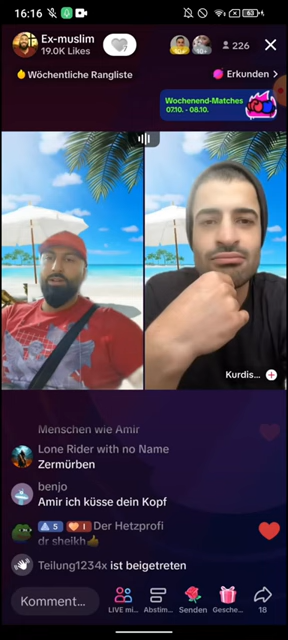 16:16
63
Ex-muslim
19.0K Likes
226
Wöchentliche Rangliste
Erkunden >
Wochenend-Matches
07.10. - 08.10.
Kurdis...
Menschen wie Amir
Lone Rider with no Name
Zermürben
benjo
Amir ich küsse dein Kopf
5 1 Der Hetzprofi
dr sheikh👍
Teilung1234x ist beigetreten
Komment...
LIVE mi...
Abstim...
Senden
Gesche...
18